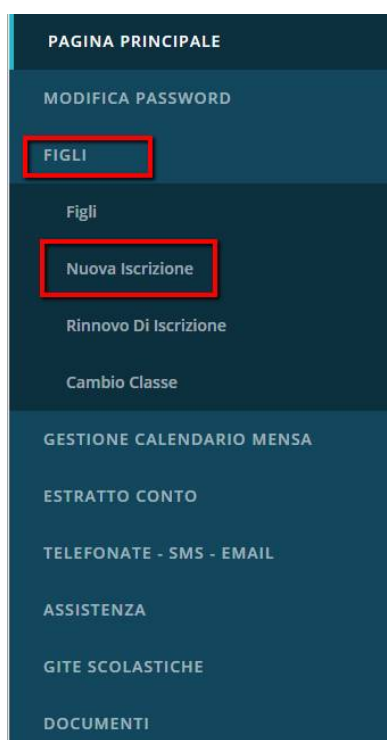 PAGINA PRINCIPALE
MODIFICA PASSWORD
FIGLI
Figli
Nuova Iscrizione
Rinnovo Di Iscrizione
Cambio Classe
GESTIONE CALENDARIO MENSA
ESTRATTO CONTO
TELEFONATE - SMS - EMAIL
ASSISTENZA
GITE SCOLASTICHE
DOCUMENTI